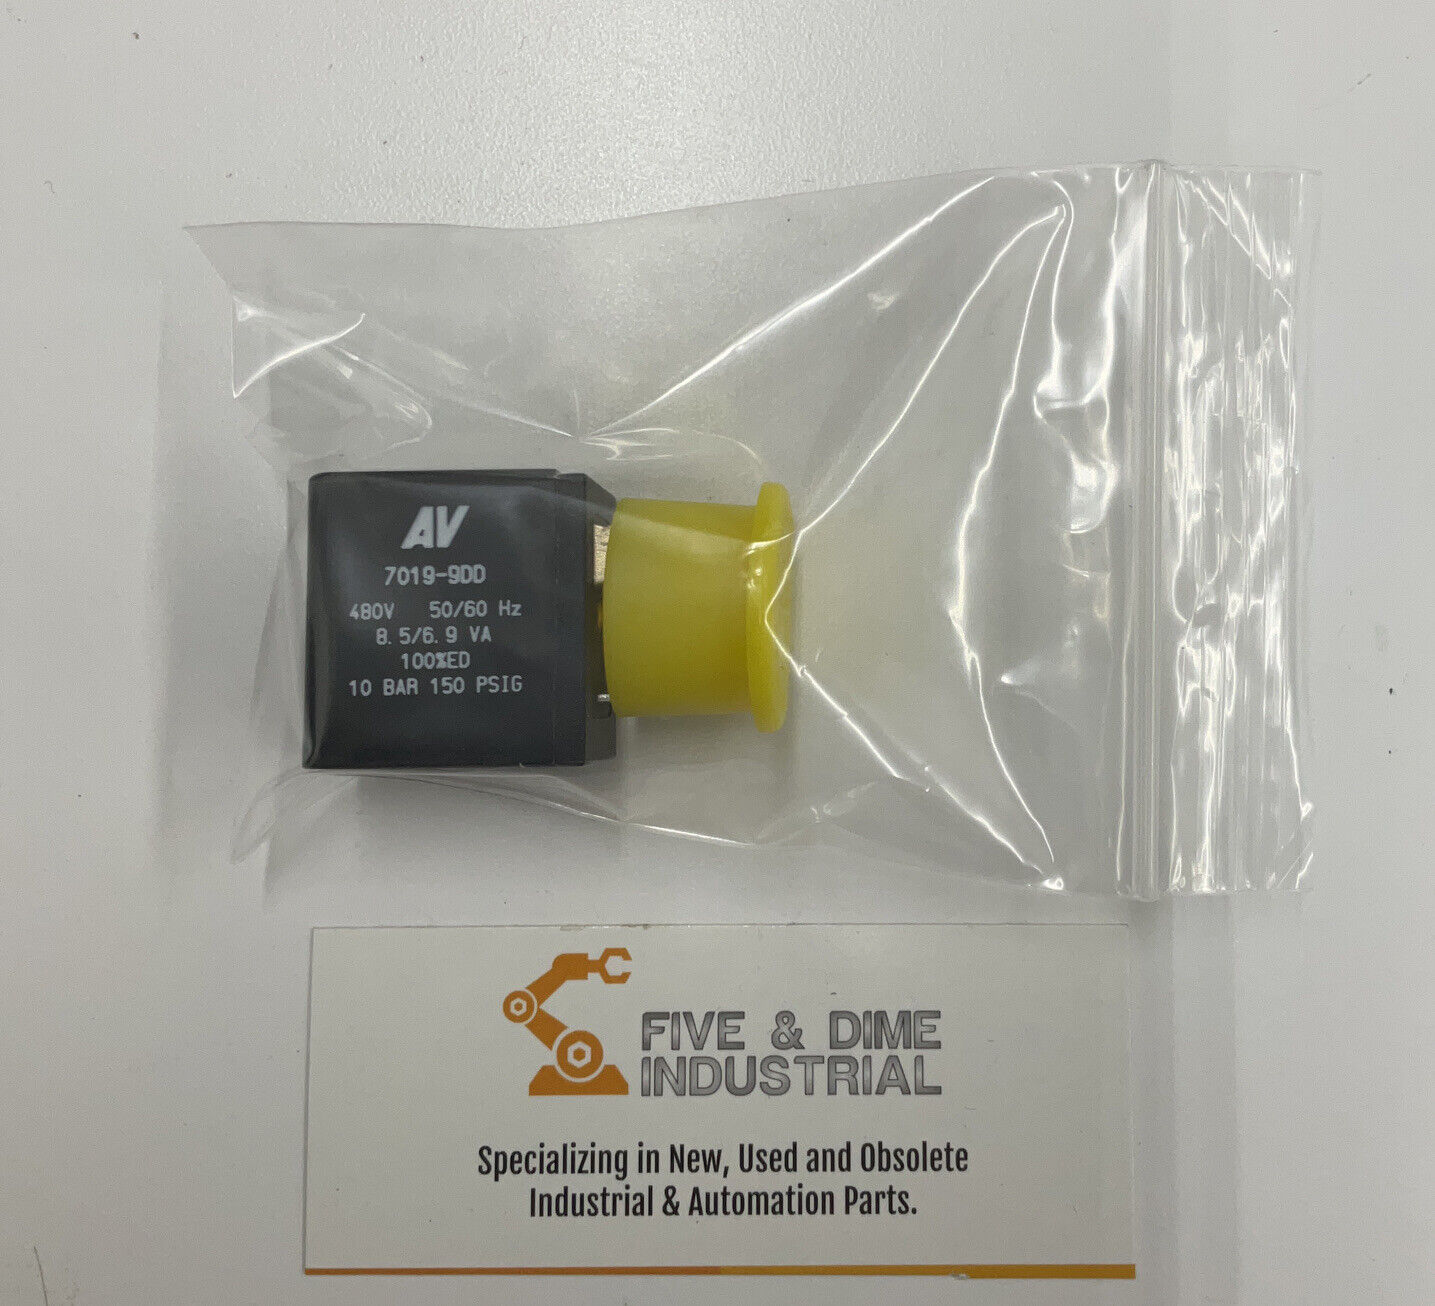 AV
7019-9DD
480V 50/60 Hz
8.5/6.9 VA
100%ED
10 BAR 150 PSIG
FIVE & DIME
INDUSTRIAL
Specializing in New, Used and Obsolete
Industrial & Automation Parts.